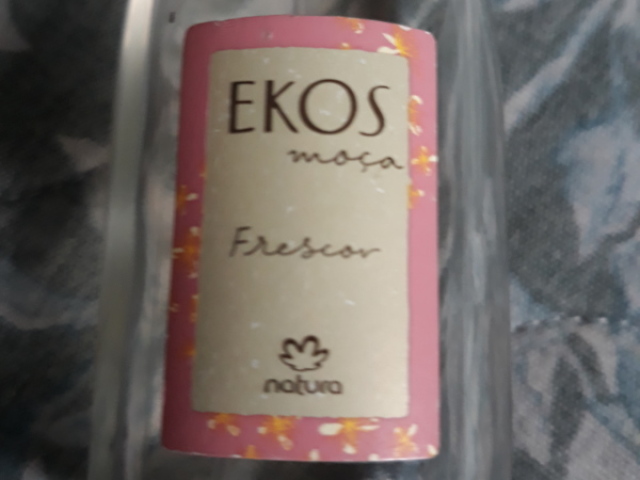 EKOS
moça
Frescor
natura